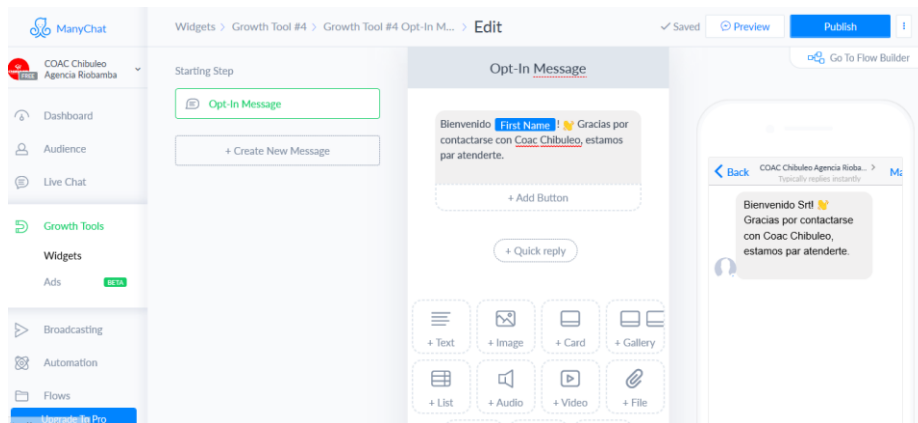 ManyChat
Widgets > Growth Tool #4 > Growth Tool #4 Opt-In M... > Edit
Saved
Preview
Publish
COAC Chibuleo
Agencia Riobamba
FREE
Go To Flow Builder
Dashboard
Audience
Live Chat
Growth Tools
Widgets
Ads
BETA
Broadcasting
Automation
Flows
Upgrade To Pro
Starting Step
Opt-In Message
+ Create New Message
Opt-In Message
Bienvenido First Name ! 👋 Gracias por
contactarse con Coac Chibuleo, estamos
par atenderte.
+ Add Button
+ Quick reply
+ Text
+ Image
+ Card
+ Gallery
+ List
+ Audio
+ Video
+ File
Back
COAC Chibuleo Agencia Rioba... >
Typically replies instantly
Ma
Bienvenido Srt! 👋
Gracias por contactarse
con Coac Chibuleo,
estamos par atenderte.